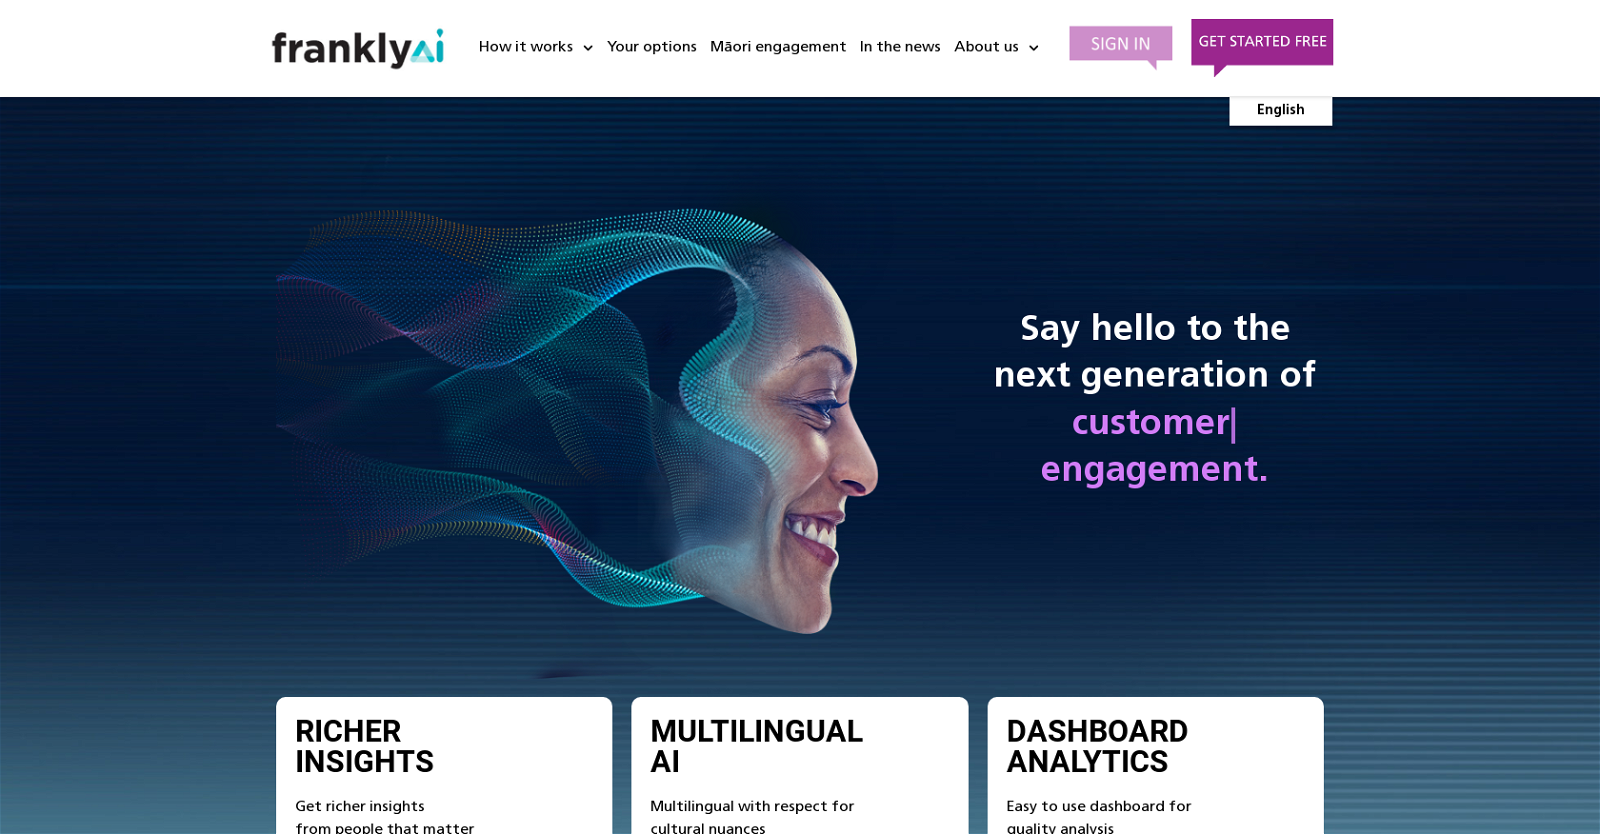 franklyai
How it works
Your options
Māori engagement
In the news
About us
SIGN IN
GET STARTED FREE
English
Say hello to the
next generation of
customer|
engagement.
RICHER
INSIGHTS
Get richer insights
from people that matter
MULTILINGUAL
AI
Multilingual with respect for
cultural nuances
DASHBOARD
ANALYTICS
Easy to use dashboard for
quality analysis